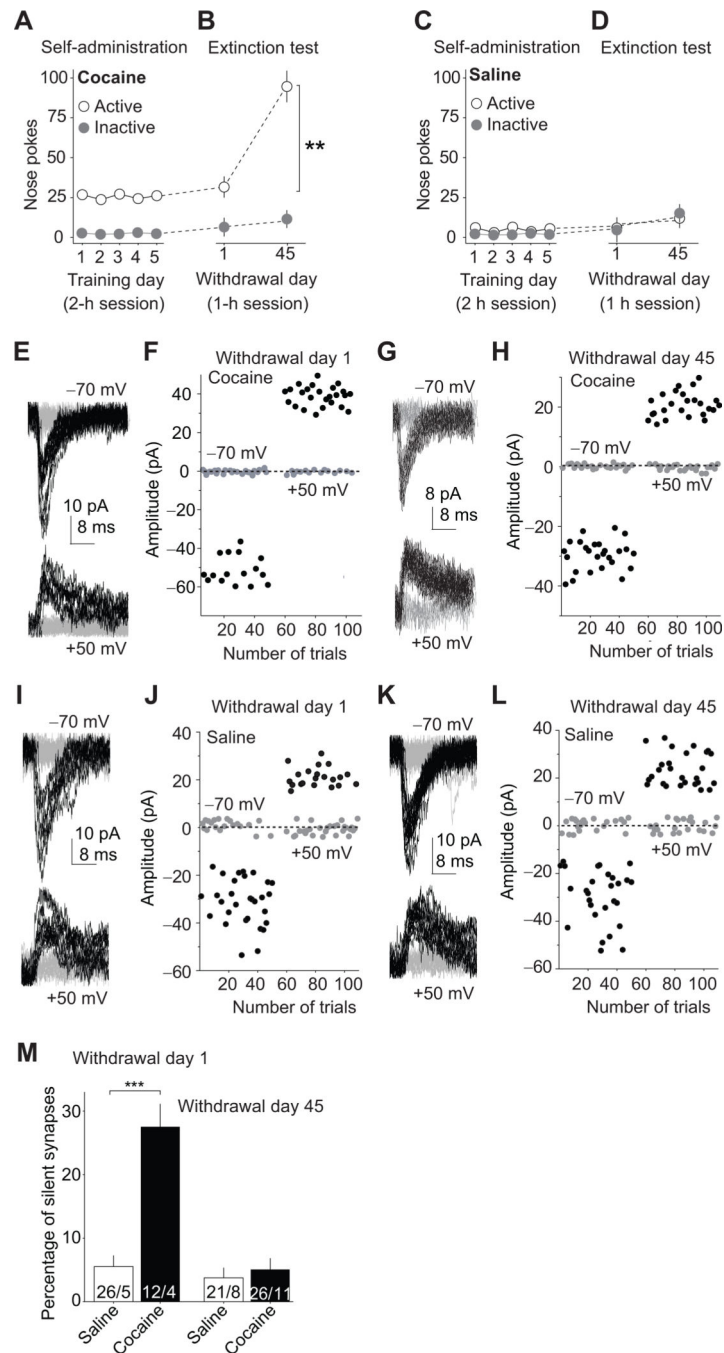 A B C D
Self-administration Extinction test Self-administration Extinction test
100 Cocaine 100 Saline
Active Active
75 Inactive 75 Inactive
**
Nose pokes Nose pokes
50 50
25 25
0 0
1 2 3 4 5 1 45 1 2 3 4 5 1 45
Training day Withdrawal day Training day Withdrawal day
(2-h session) (1-h session) (2 h session) (1 h session)
E F Withdrawal day 1 G H Withdrawal day 45
–70 mV Cocaine –70 mV Cocaine
40 20
20
Amplitude (pA) –70 mV Amplitude (pA) –70 mV
0 0
+50 mV +50 mV
10 pA 8 pA
8 ms 8 ms
–20 –20
–40
–60 –40
20 40 60 80 100 20 40 60 80 100
+50 mV Number of trials +50 mV Number of trials
I J Withdrawal day 1 K L Withdrawal day 45
–70 mV 40 Saline –70 mV 40 Saline
20 20
Amplitude (pA) –70 mV Amplitude (pA) –70 mV
0 0
+50 mV +50 mV
10 pA 10 pA
8 ms 8 ms
–20 –20
–40 –40
–60 –60
20 40 60 80 100 20 40 60 80 100
+50 mV Number of trials +50 mV Number of trials
M Withdrawal day 1
***
Withdrawal day 45
Percentage of silent synapses
30
20
10
0
26/5 12/4 21/8 26/11
Saline Cocaine Saline Cocaine